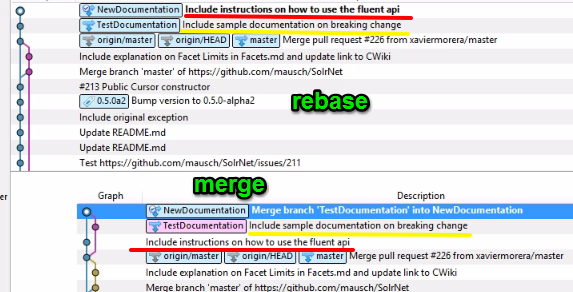 NewDocumentation Include instructions on how to use the fluent api
TestDocumentation Include sample documentation on breaking change
origin/master origin/HEAD master Merge pull request #226 from xaviermorera/master
Include explanation on Facet Limits in Facets.md and update link to CWiki
Merge branch 'master' of https://github.com/mausch/SolrNet
#213 Public Cursor constructor
0.5.0a2 Bump version to 0.5.0-alpha2
rebase
Include original exception
Update README.md
Update README.md
Test https://github.com/mausch/SolrNet/issues/211
merge
Graph Description
NewDocumentation Merge branch 'TestDocumentation' into NewDocumentation
TestDocumentation Include sample documentation on breaking change
Include instructions on how to use the fluent api
origin/master origin/HEAD master Merge pull request #226 from xaviermorera/master
Include explanation on Facet Limits in Facets.md and update link to CWiki
Merge branch 'master' of https://github.com/mausch/SolrNet